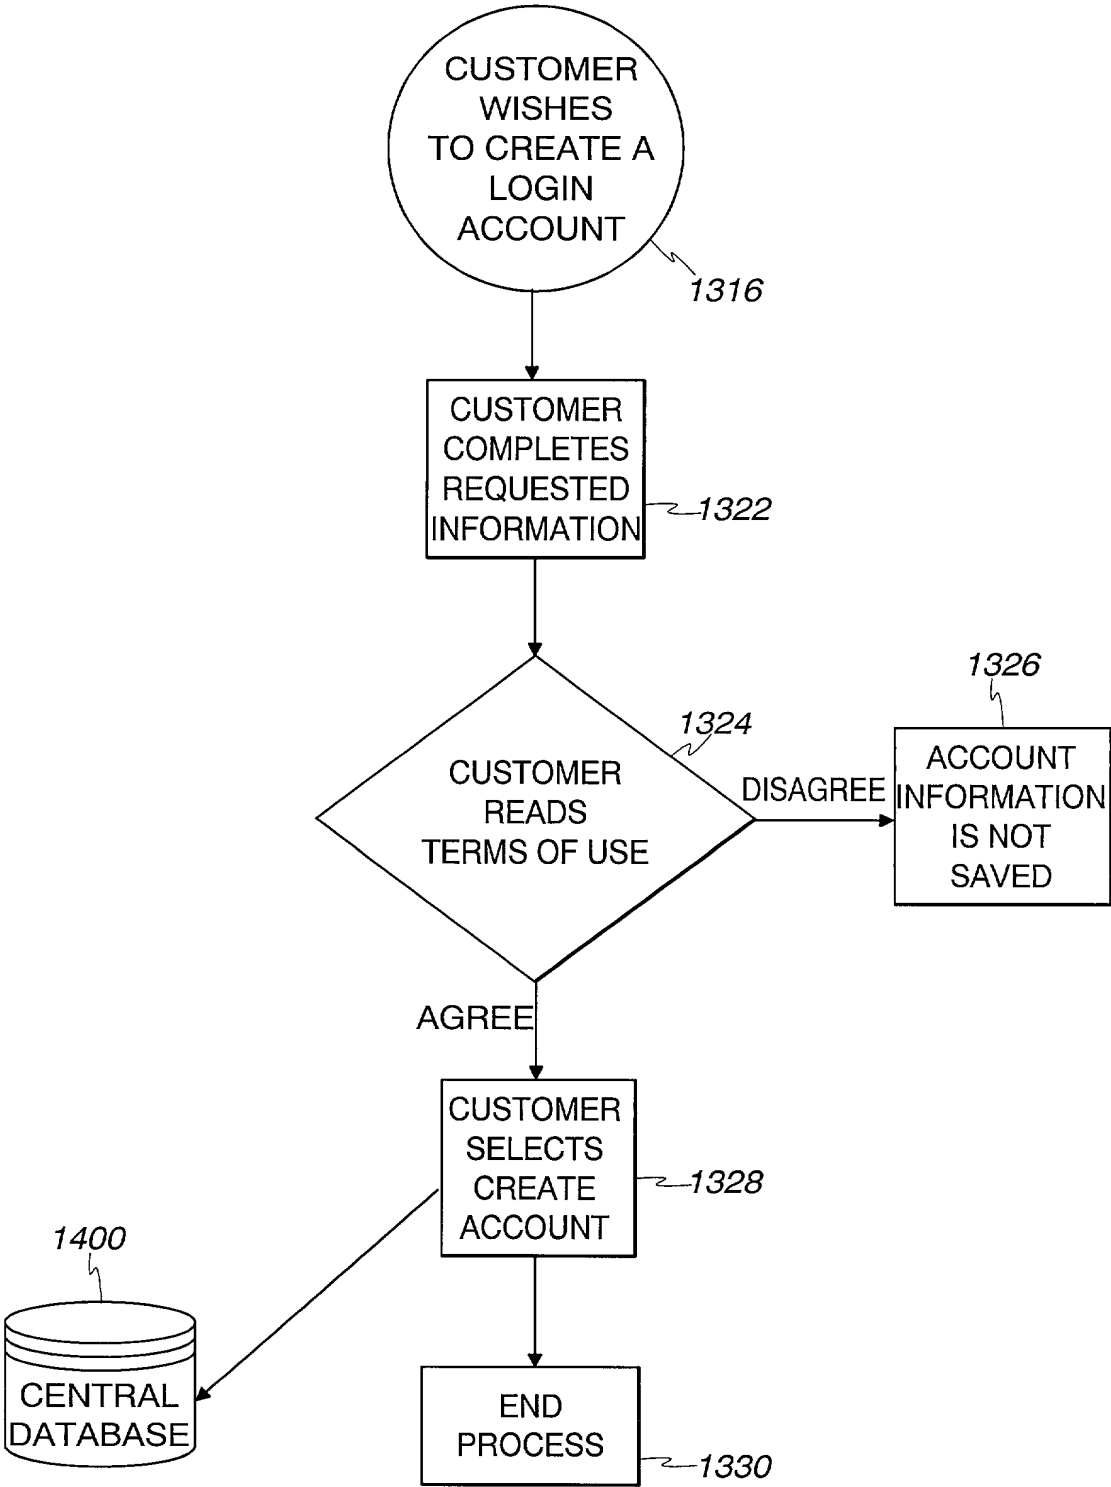 CUSTOMER
WISHES
TO CREATE A
LOGIN
ACCOUNT
1316
CUSTOMER
COMPLETES
REQUESTED
INFORMATION
1322
1326
1324
CUSTOMER
READS
TERMS OF USE
DISAGREE
ACCOUNT
INFORMATION
IS NOT
SAVED
AGREE
CUSTOMER
SELECTS
CREATE
ACCOUNT
1328
1400
CENTRAL
DATABASE
END
PROCESS
1330